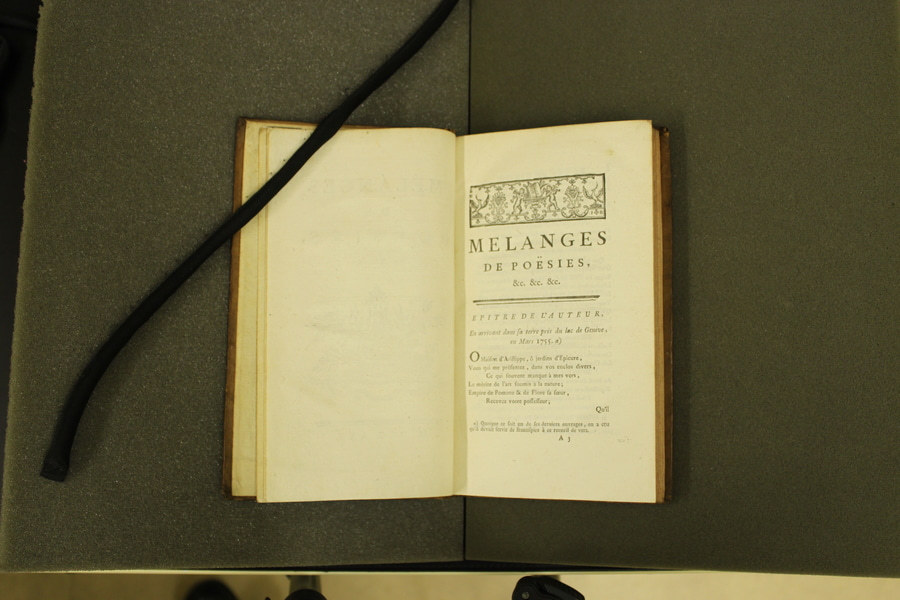 MELANGES
DE POËSIES,
&c. &c. &c.
EPITRE DE L'AUTEUR,
En arrivant dans sa terre près du lac de Genève,
en Mars 1755. a)
O Maison d'Aristippe, ô jardins d'Epicure,
Vous qui me présentez, dans vos enclos divers,
Ce qui souvent manque à mes vers,
Le mérite de l'art soumis à la nature;
Empire de Pomone & de Flore sa sœur,
Recevez votre possesseur;
Qu'il
a) Quoique ce soit un de ses derniers ouvrages, on a cru
qu'il devoit servir de frontispice à ce recueil de vers.
A 3